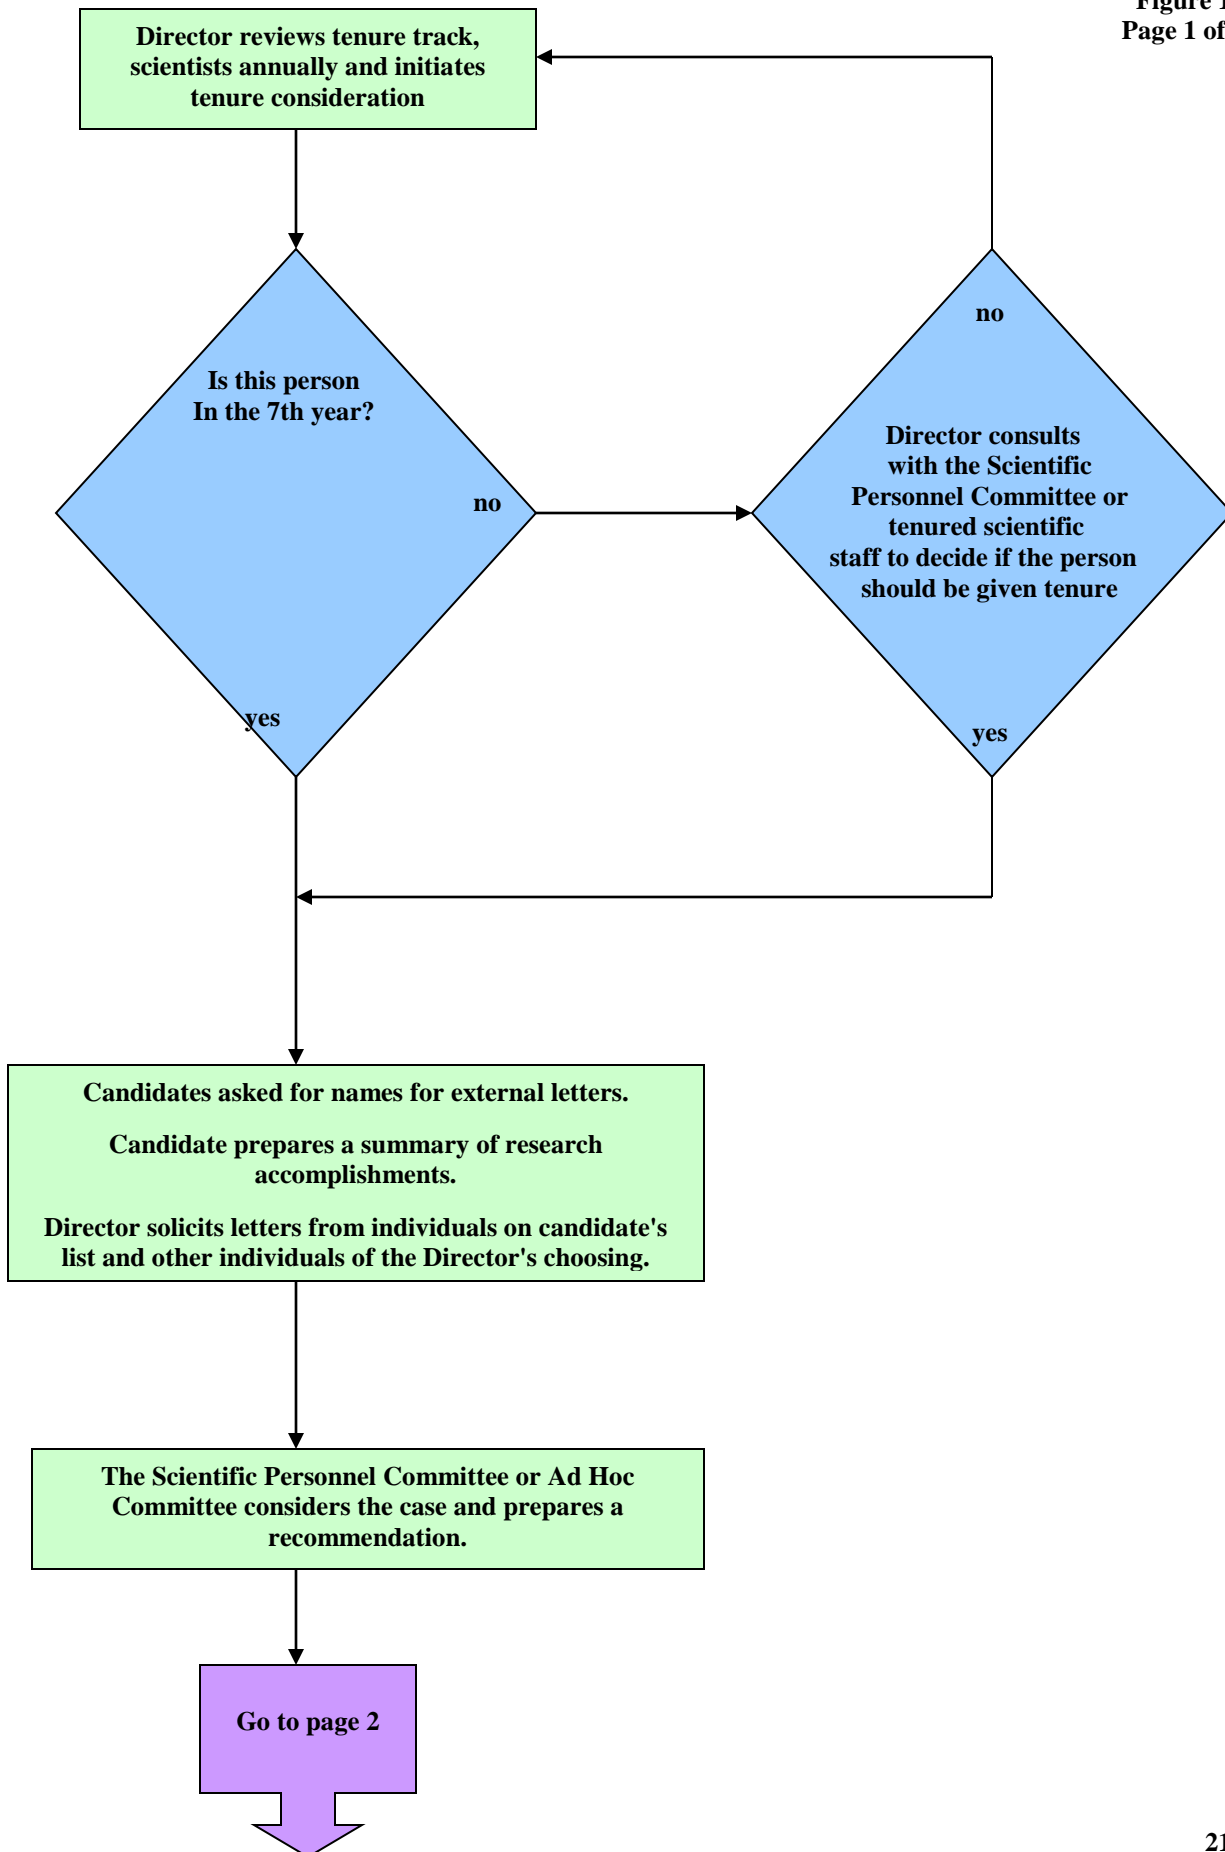 Figure 1
Page 1 of
Director reviews tenure track,
scientists annually and initiates
tenure consideration
Is this person
In the 7th year?
no
yes
no
Director consults
with the Scientific
Personnel Committee or
tenured scientific
staff to decide if the person
should be given tenure
yes
Candidates asked for names for external letters.
Candidate prepares a summary of research
accomplishments.
Director solicits letters from individuals on candidate's
list and other individuals of the Director's choosing.
The Scientific Personnel Committee or Ad Hoc
Committee considers the case and prepares a
recommendation.
Go to page 2
21